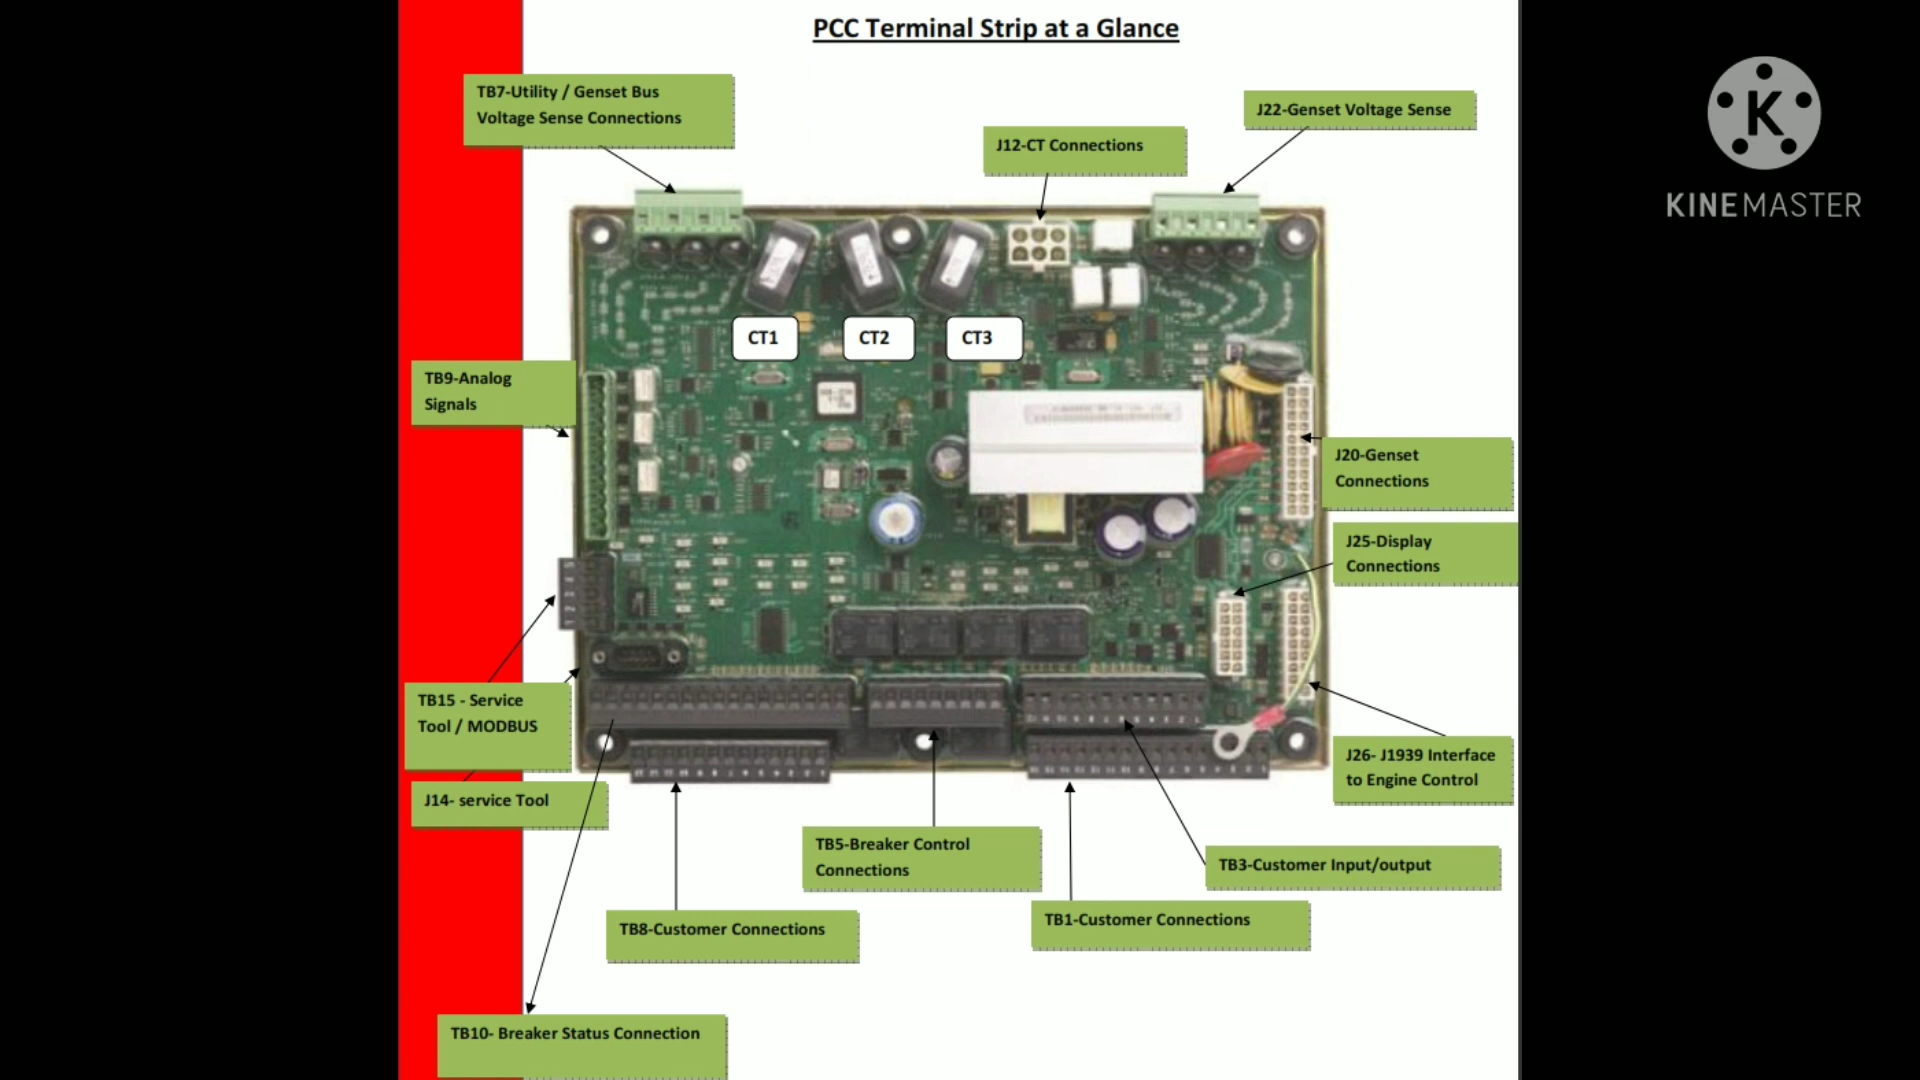 PCC Terminal Strip at a Glance
TB7-Utility / Genset Bus
Voltage Sense Connections
J12-CT Connections
J22-Genset Voltage Sense
KINEMASTER
CT1
CT2
CT3
TB9-Analog
Signals
J20-Genset
Connections
J25-Display
Connections
TB15 - Service
Tool / MODBUS
J14- service Tool
J26- J1939 Interface
to Engine Control
TB5-Breaker Control
Connections
TB3-Customer Input/output
TB8-Customer Connections
TB1-Customer Connections
TB10- Breaker Status Connection